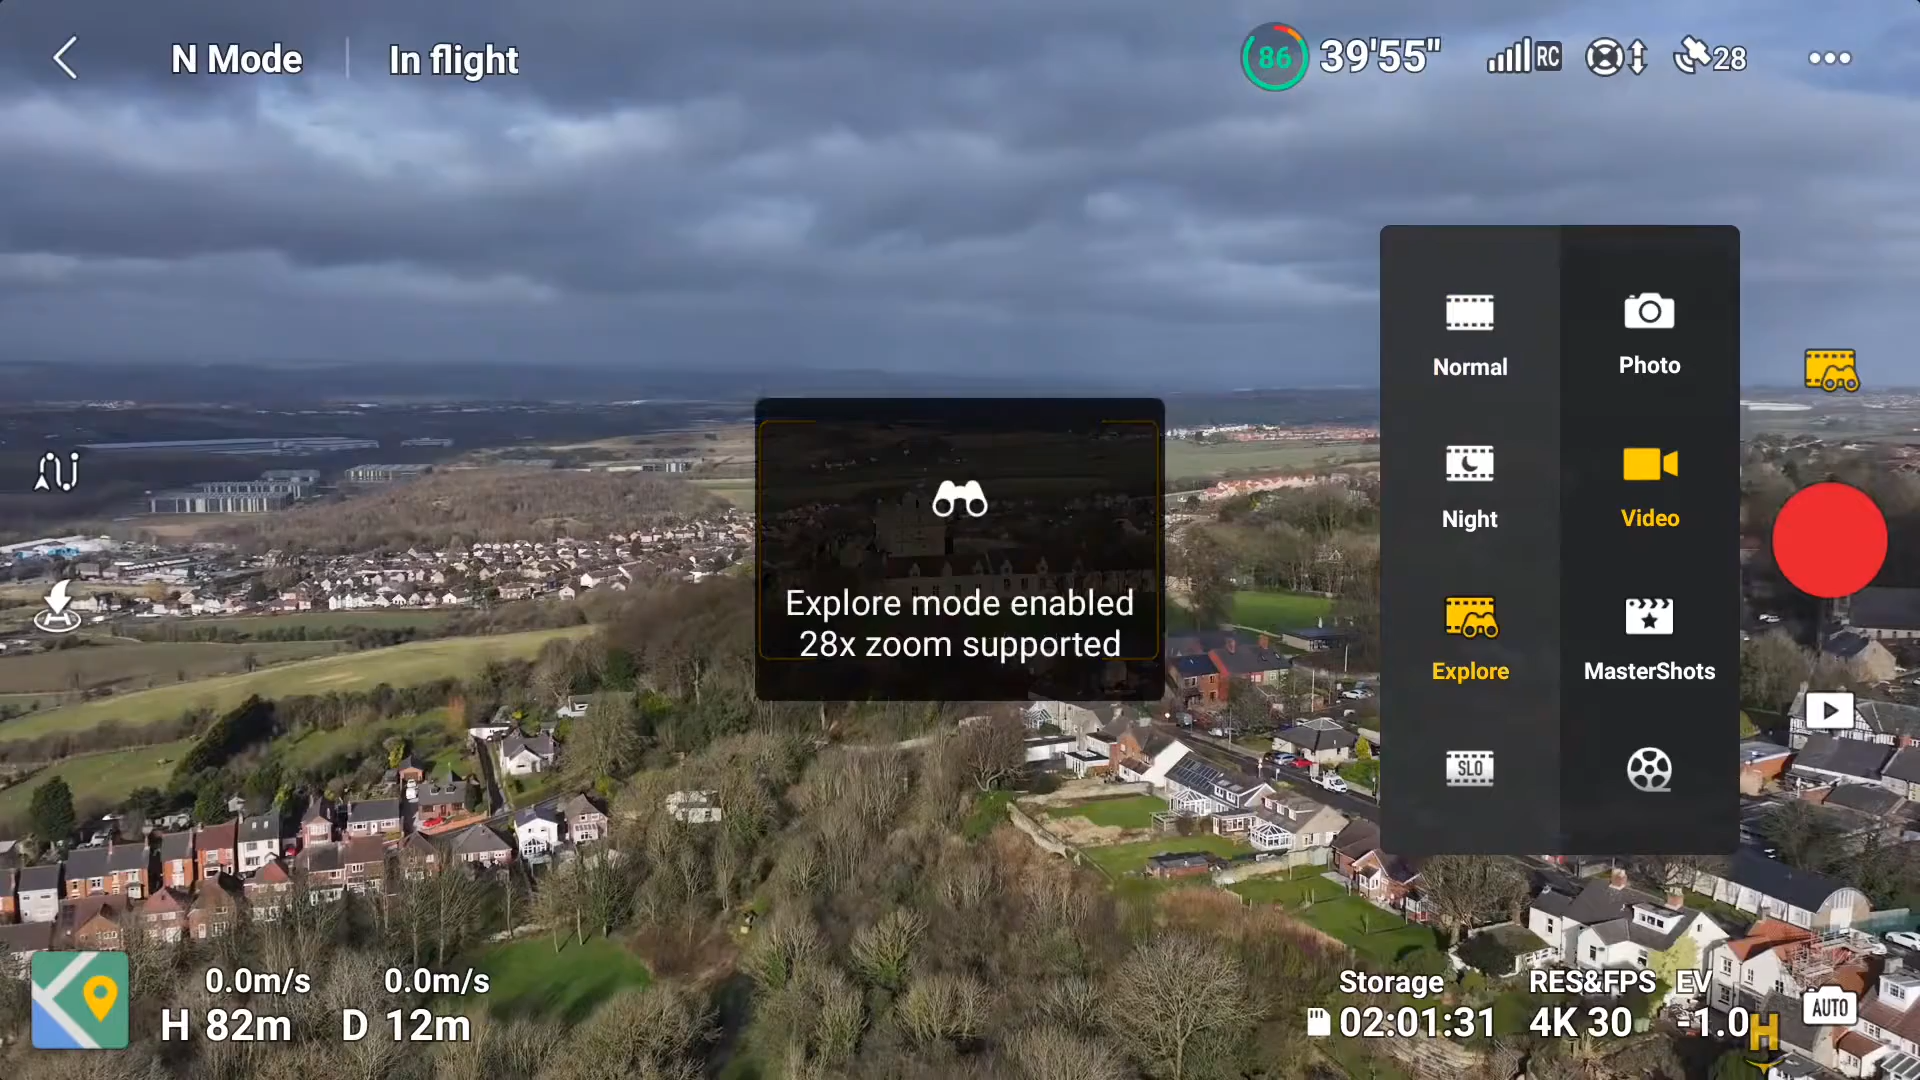 N Mode
In flight
86
39'55"
RC
28
Normal
Photo
Night
Video
Explore mode enabled
28x zoom supported
Explore
MasterShots
SLO
0.0m/s
0.0m/s
H 82m
D 12m
Storage
RES&FPS
EV
02:01:31
4K 30
-1.0
H
AUTO